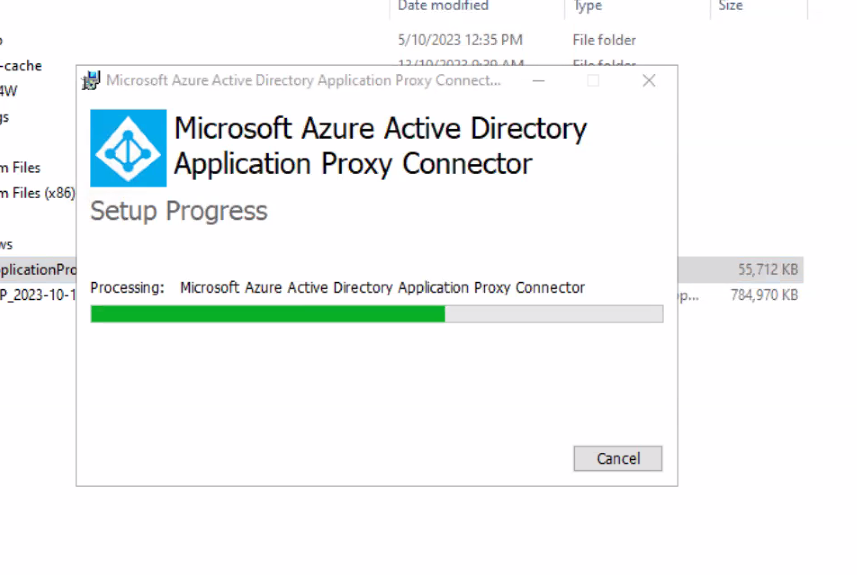 Date modified Type Size
5/10/2023 12:35 PM File folder
-cache
Microsoft Azure Active Directory Application Proxy Connect...
4W
gs
Microsoft Azure Active Directory
Application Proxy Connector
m Files
m Files (x86)
Setup Progress
ws
plicationPro 55,712 KB
Processing: Microsoft Azure Active Directory Application Proxy Connector
P_2023-10-1 op... 784,970 KB
Cancel